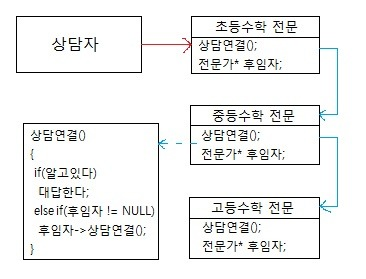 상담자
초등수학 전문
상담연결();
전문가* 후임자;
중등수학 전문
상담연결();
전문가* 후임자;
상담연결()
{
if(알고있다)
대답한다;
else if(후임자 != NULL)
후임자->상담연결();
}
고등수학 전문
상담연결();
전문가* 후임자;